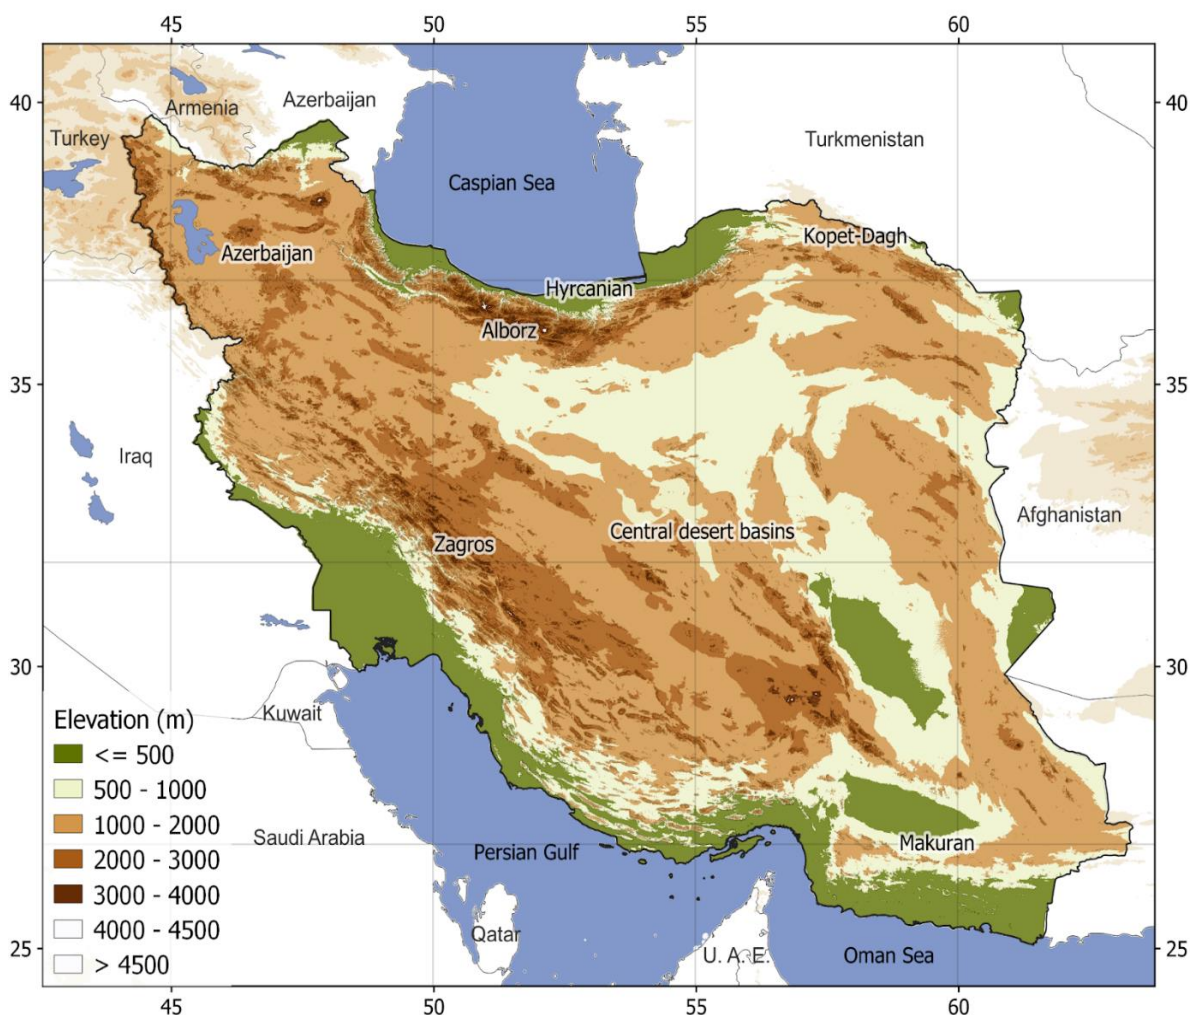 45 50 55 60
40 40
Armenia
Azerbaijan
Turkey
Turkmenistan
Caspian Sea
Kopet-Dagh
Azerbaijan
Hyrcanian
Alborz
35 35
Iraq
Afghanistan
Central desert basins
Zagros
30 30
Kuwait
Elevation (m)
<= 500
500 - 1000
1000 - 2000
2000 - 3000
3000 - 4000
4000 - 4500
> 4500
Saudi Arabia
Persian Gulf
Makuran
Qatar
U. A. E.
Oman Sea
25 25
45 50 55 60